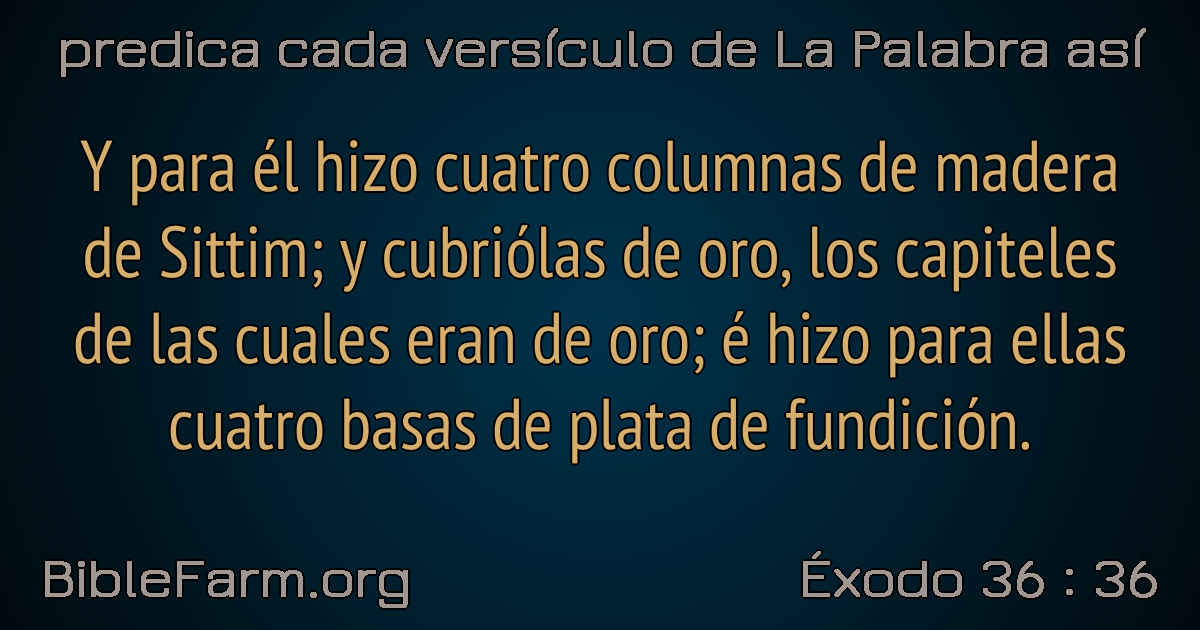 predica cada versículo de La Palabra así
Y para él hizo cuatro columnas de madera
de Sittim; y cubriólas de oro, los capiteles
de las cuales eran de oro; é hizo para ellas
cuatro basas de plata de fundición.
BibleFarm.org
Éxodo 36 : 36